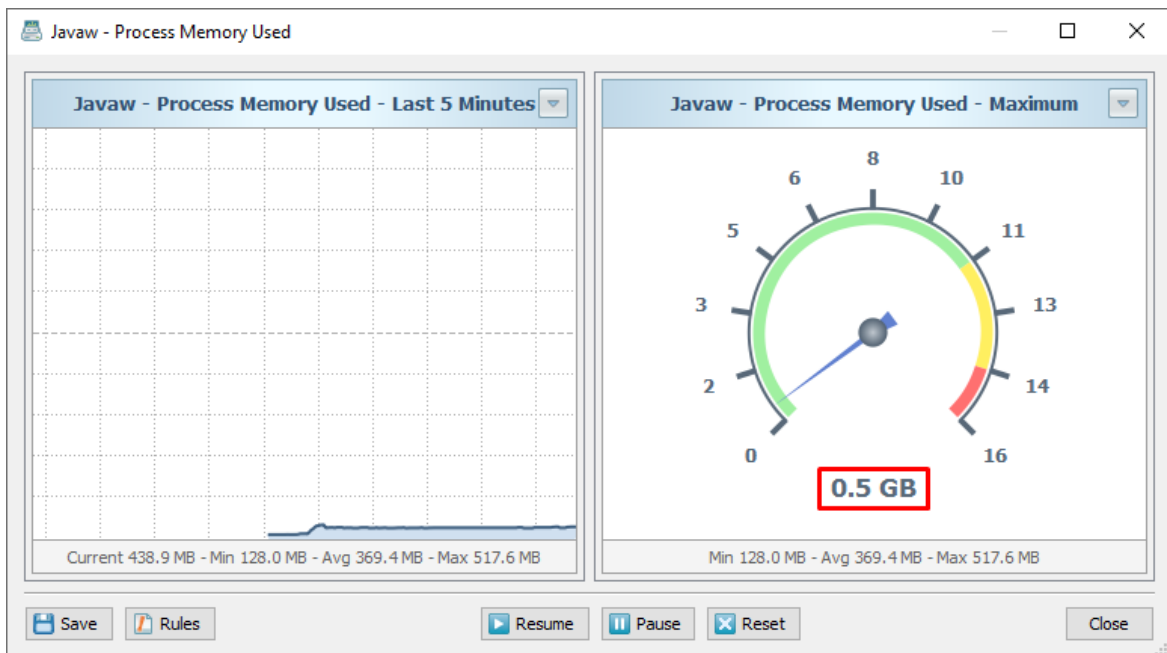 Javaw - Process Memory Used
Javaw - Process Memory Used - Last 5 Minutes
Current 438.9 MB - Min 128.0 MB - Avg 369.4 MB - Max 517.6 MB
Javaw - Process Memory Used - Maximum
8
6
10
5
11
3
13
2
14
0
16
0.5 GB
Min 128.0 MB - Avg 369.4 MB - Max 517.6 MB
Save
Rules
Resume
Pause
Reset
Close